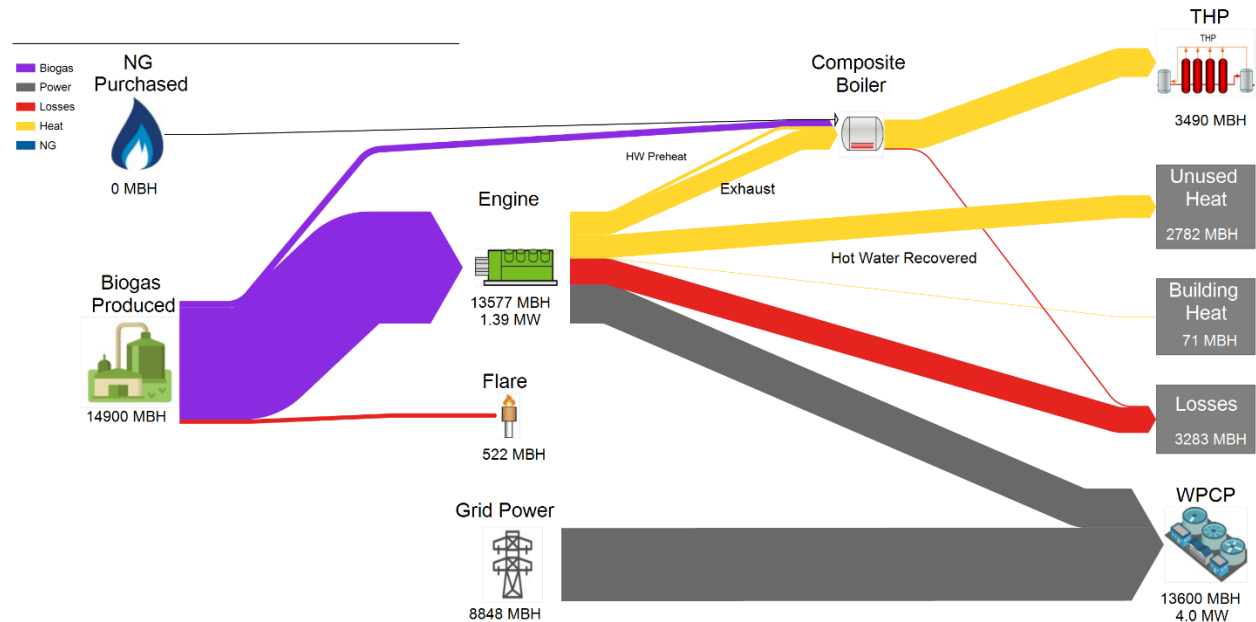 Biogas
Power
Losses
Heat
NG
NG
Purchased
0 MBH
Biogas
Produced
14900 MBH
Engine
13577 MBH
1.39 MW
Flare
522 MBH
Grid Power
8848 MBH
HW Preheat
Exhaust
Hot Water Recovered
Composite
Boiler
THP
THP
3490 MBH
Unused
Heat
2782 MBH
Building
Heat
71 MBH
Losses
3283 MBH
WPCP
13600 MBH
4.0 MW